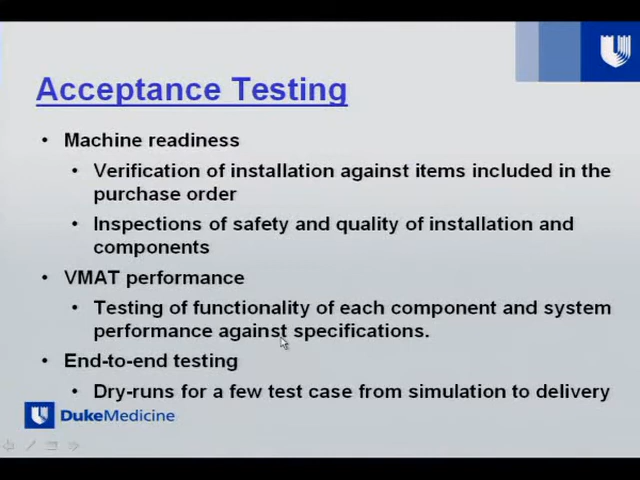 Acceptance Testing
• Machine readiness
• Verification of installation against items included in the
purchase order
• Inspections of safety and quality of installation and
components
• VMAT performance
• Testing of functionality of each component and system
performance against specifications.
• End-to-end testing
• Dry-runs for a few test case from simulation to delivery
DukeMedicine